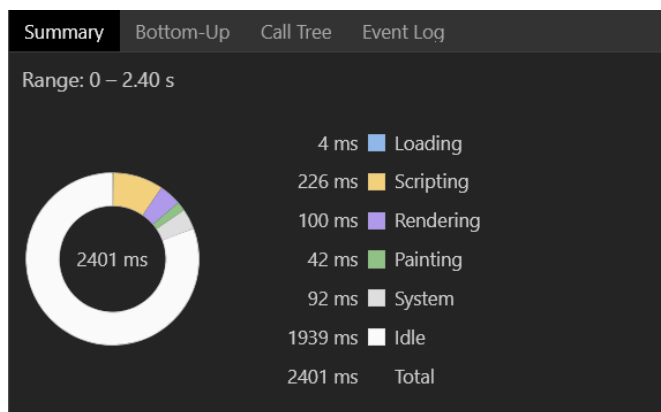 Summary Bottom-Up Call Tree Event Log
Range: 0 – 2.40 s
4 ms Loading
226 ms Scripting
100 ms Rendering
2401 ms
42 ms Painting
92 ms System
1939 ms Idle
2401 ms Total